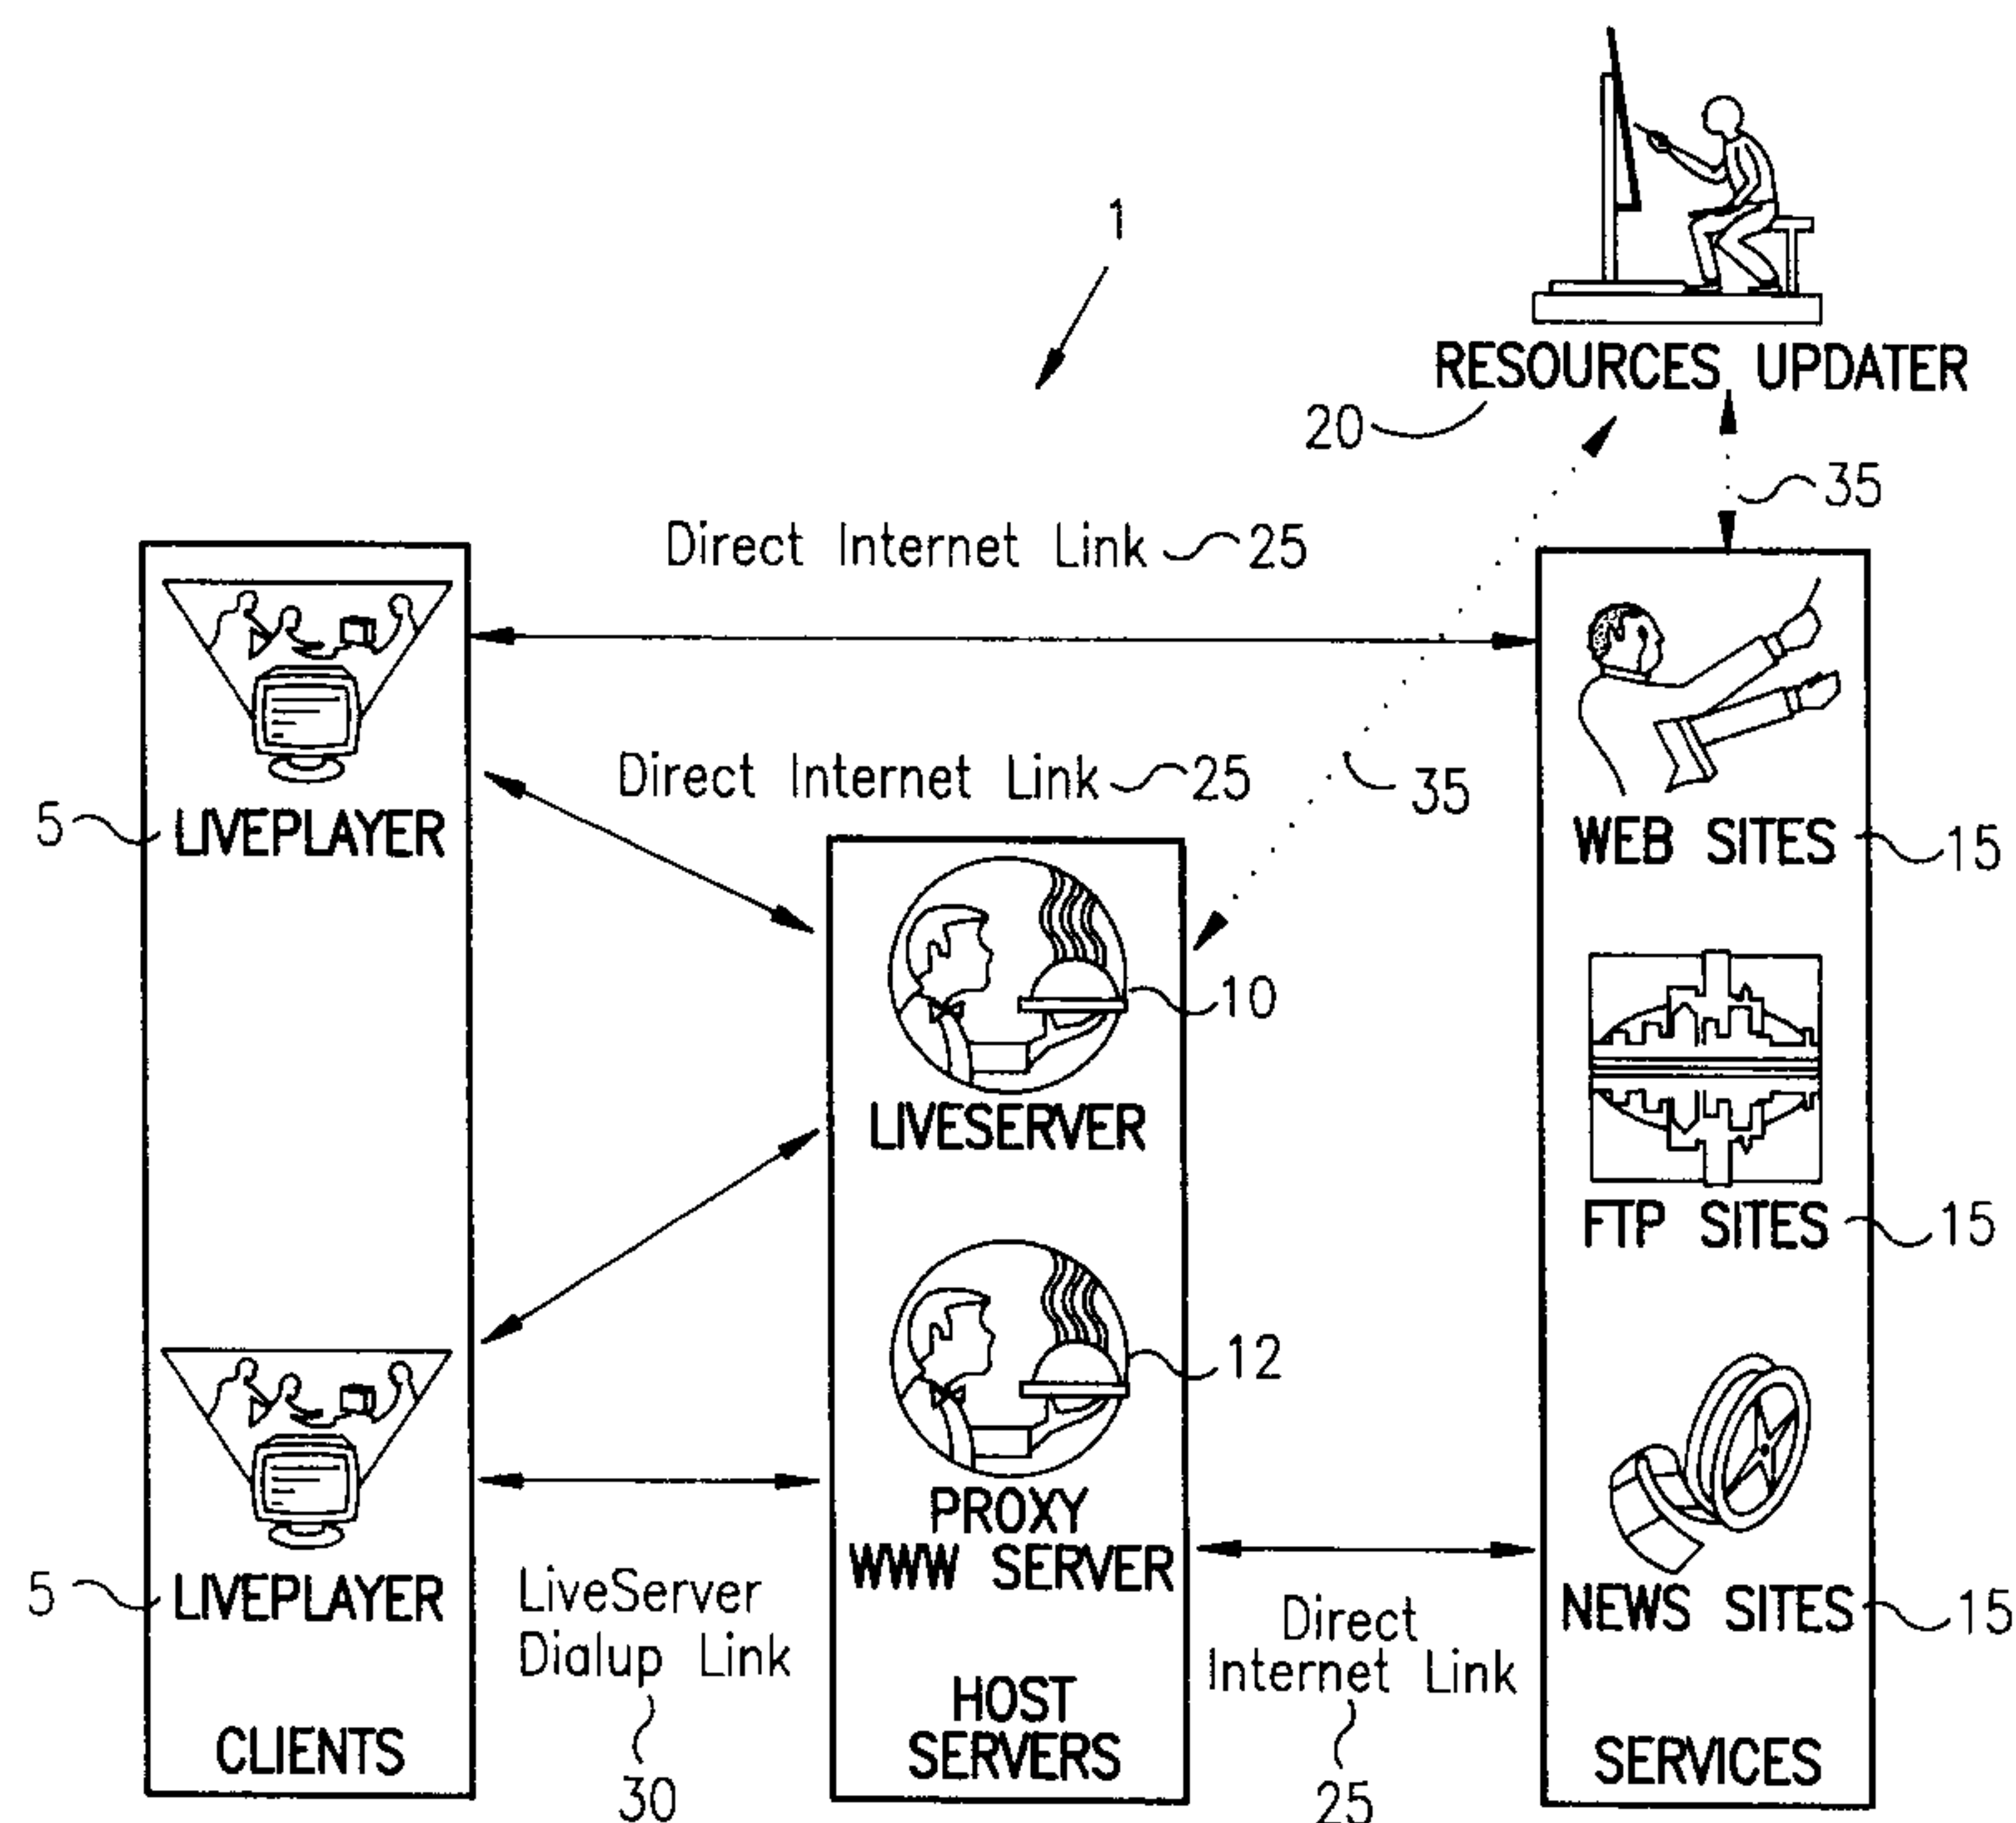 1
RESOURCES UPDATER
20
35
Direct Internet Link 25
Direct Internet Link 25
35
5 LIVEPLAYER
WEB SITES 15
10
LIVESERVER
FTP SITES 15
12
PROXY
WWW SERVER
5 LIVEPLAYER
NEWS SITES 15
LiveServer
Dialup Link
30
Direct
Internet Link
25
CLIENTS
HOST
SERVERS
SERVICES